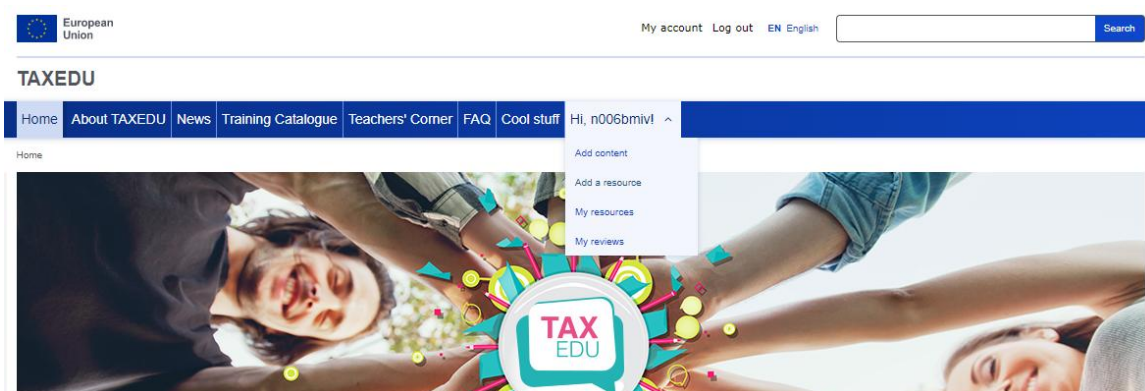 European
Union
My account Log out EN English
Search
TAXEDU
Home About TAXEDU News Training Catalogue Teachers' Corner FAQ Cool stuff Hi, n006bmiv!
Home
Add content
Add a resource
My resources
My reviews
TAX
EDU